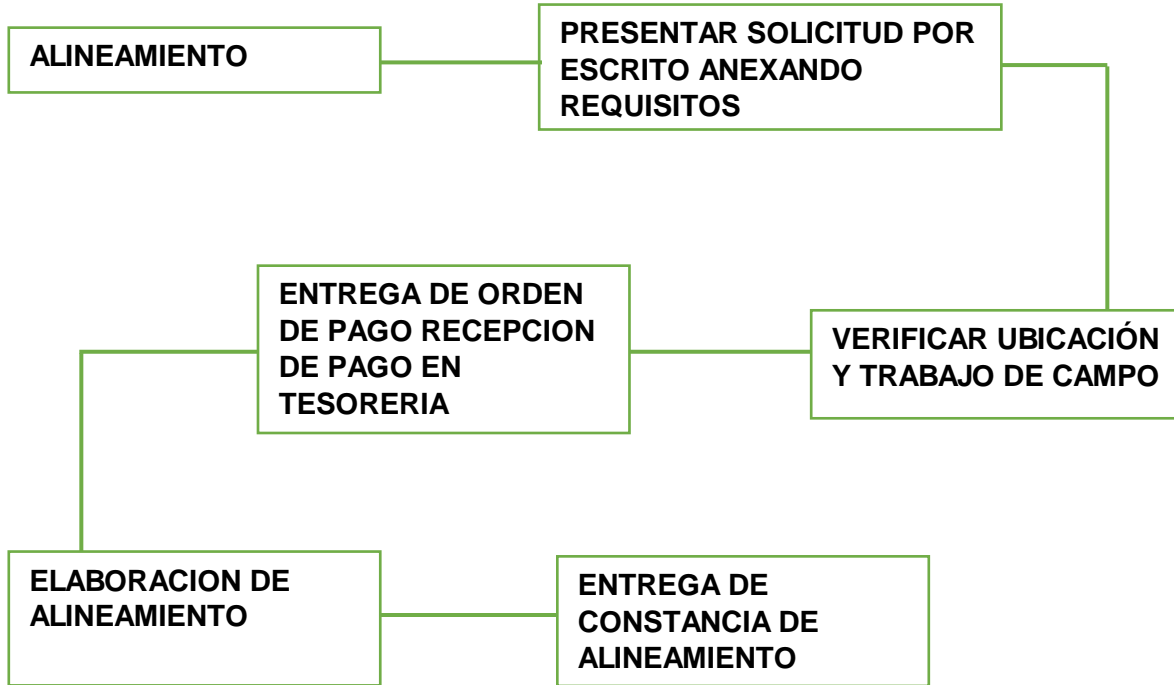 ALINEAMIENTO
PRESENTAR SOLICITUD POR
ESCRITO ANEXANDO
REQUISITOS
VERIFICAR UBICACIÓN
Y TRABAJO DE CAMPO
ENTREGA DE ORDEN
DE PAGO RECEPCION
DE PAGO EN
TESORERIA
ELABORACION DE
ALINEAMIENTO
ENTREGA DE
CONSTANCIA DE
ALINEAMIENTO